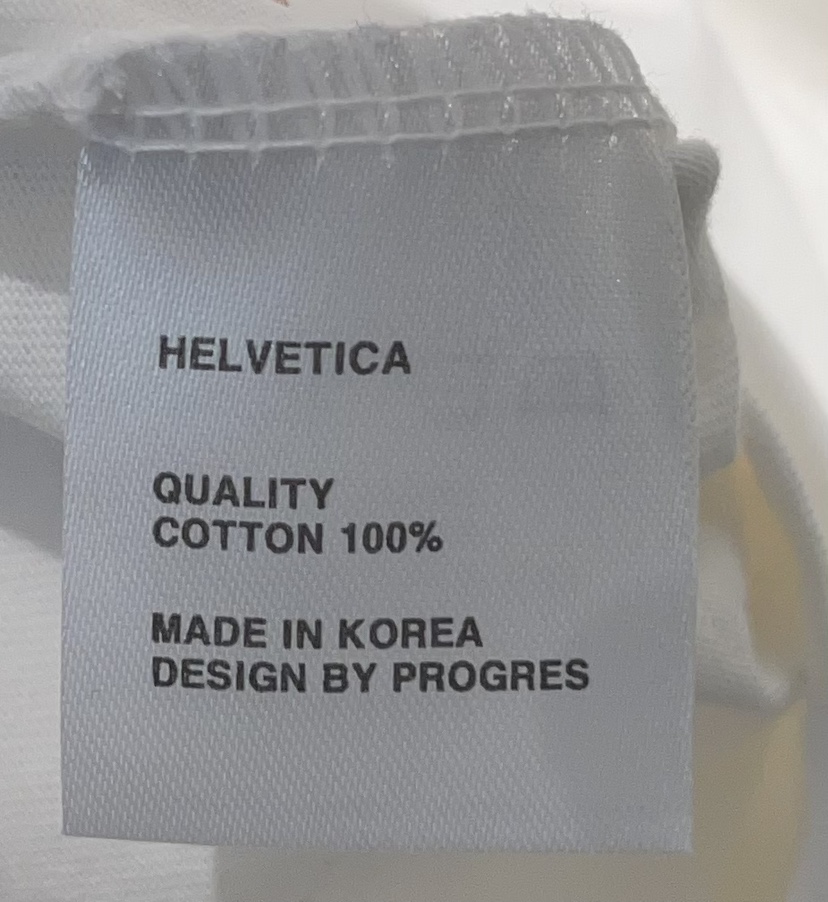 HELVETICA
QUALITY
COTTON 100%
MADE IN KOREA
DESIGN BY PROGRES